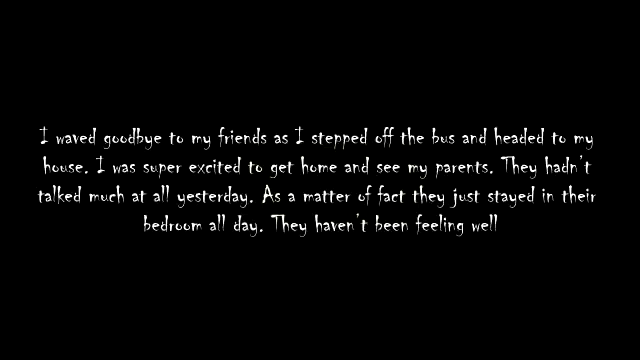 I waved goodbye to my friends as I stepped off the bus and headed to my
house. I was super excited to get home and see my parents. They hadn't
talked much at all yesterday. As a matter of fact they just stayed in their
bedroom all day. They haven't been feeling well